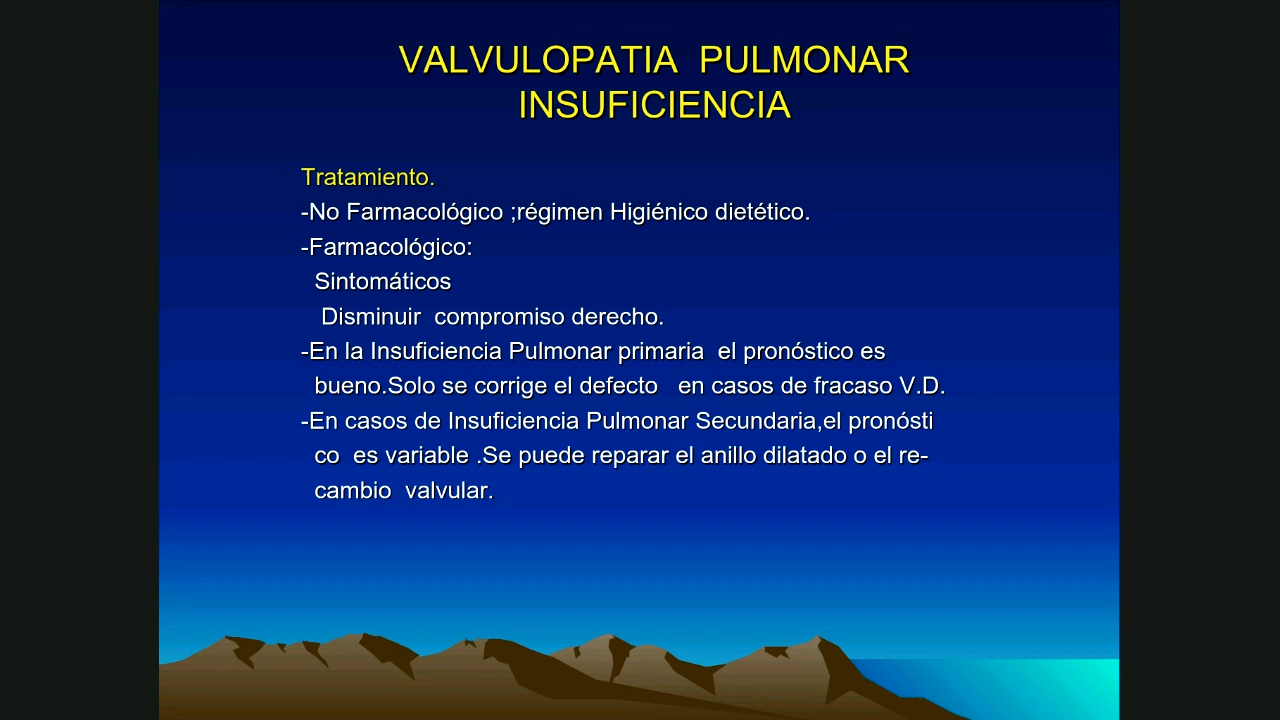 VALVULOPATIA PULMONAR
INSUFICIENCIA
Tratamiento.
-No Farmacológico ;régimen Higiénico dietético.
-Farmacológico:
Sintomáticos
Disminuir compromiso derecho.
-En la Insuficiencia Pulmonar primaria el pronóstico es
bueno.Solo se corrige el defecto en casos de fracaso V.D.
-En casos de Insuficiencia Pulmonar Secundaria,el pronósti
co es variable .Se puede reparar el anillo dilatado o el re-
cambio valvular.